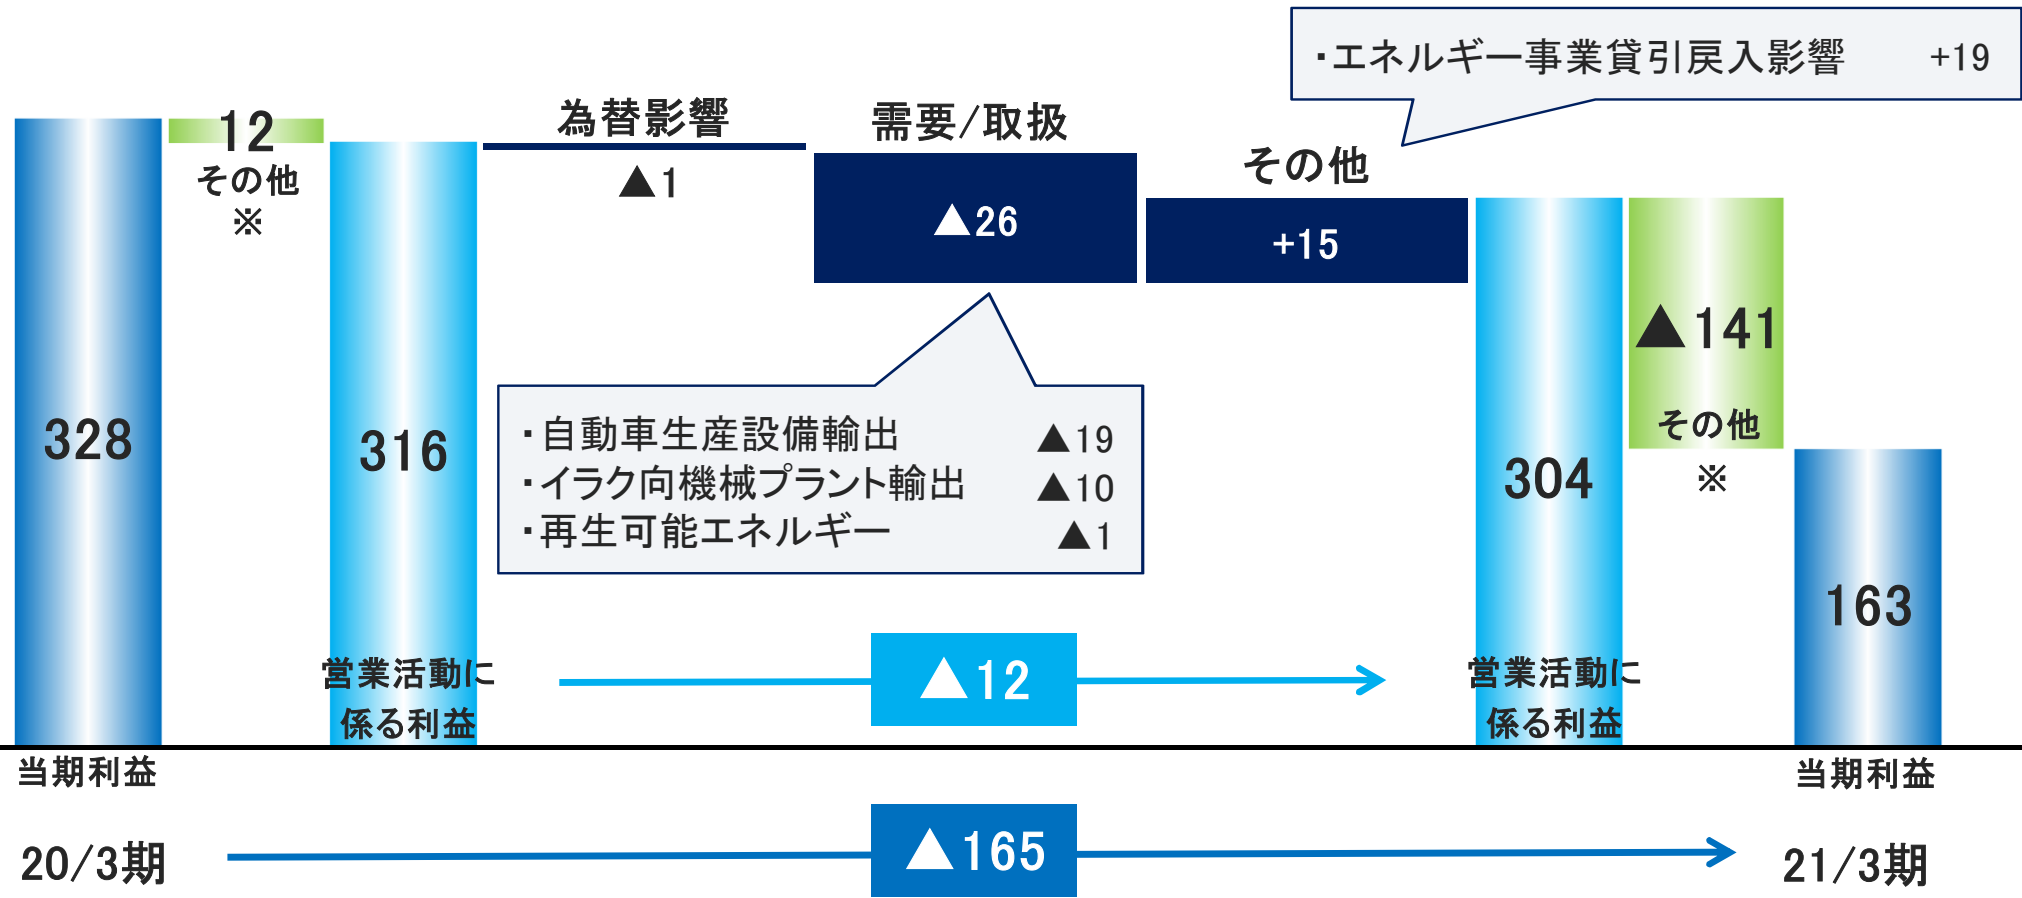 ・エネルギー事業貸引戻入影響 +19
12
その他
※
為替影響
▲1
需要/取扱
▲26
その他
+15
328
316
・自動車生産設備輸出 ▲19
・イラク向機械プラント輸出 ▲10
・再生可能エネルギー ▲1
304
▲141
その他
※
163
営業活動に
係る利益
▲12
営業活動に
係る利益
当期利益
当期利益
20/3期
▲165
21/3期